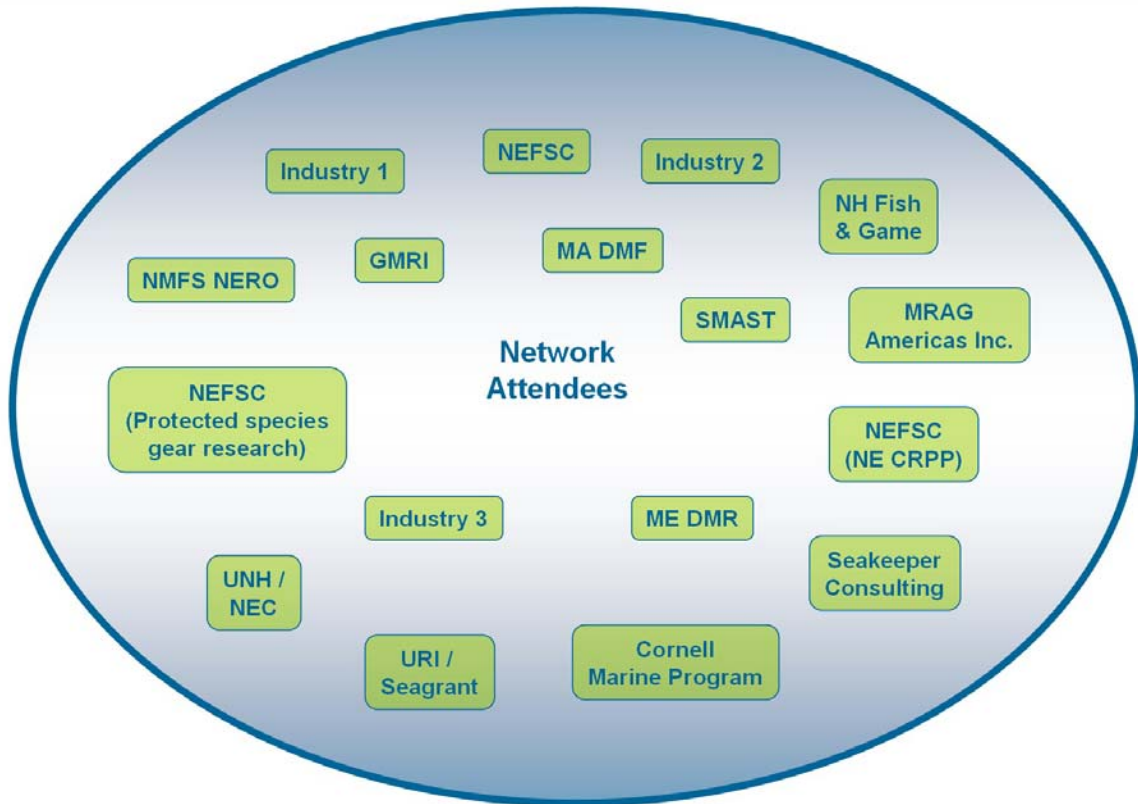 NEFSC
Industry 1
Industry 2
NH Fish
& Game
GMRI
MA DMF
NMFS NERO
SMAST
MRAG
Americas Inc.
Network
Attendees
NEFSC
(Protected species
gear research)
NEFSC
(NE CRPP)
Industry 3
ME DMR
UNH /
NEC
Seakeeper
Consulting
URI /
Seagrant
Cornell
Marine Program